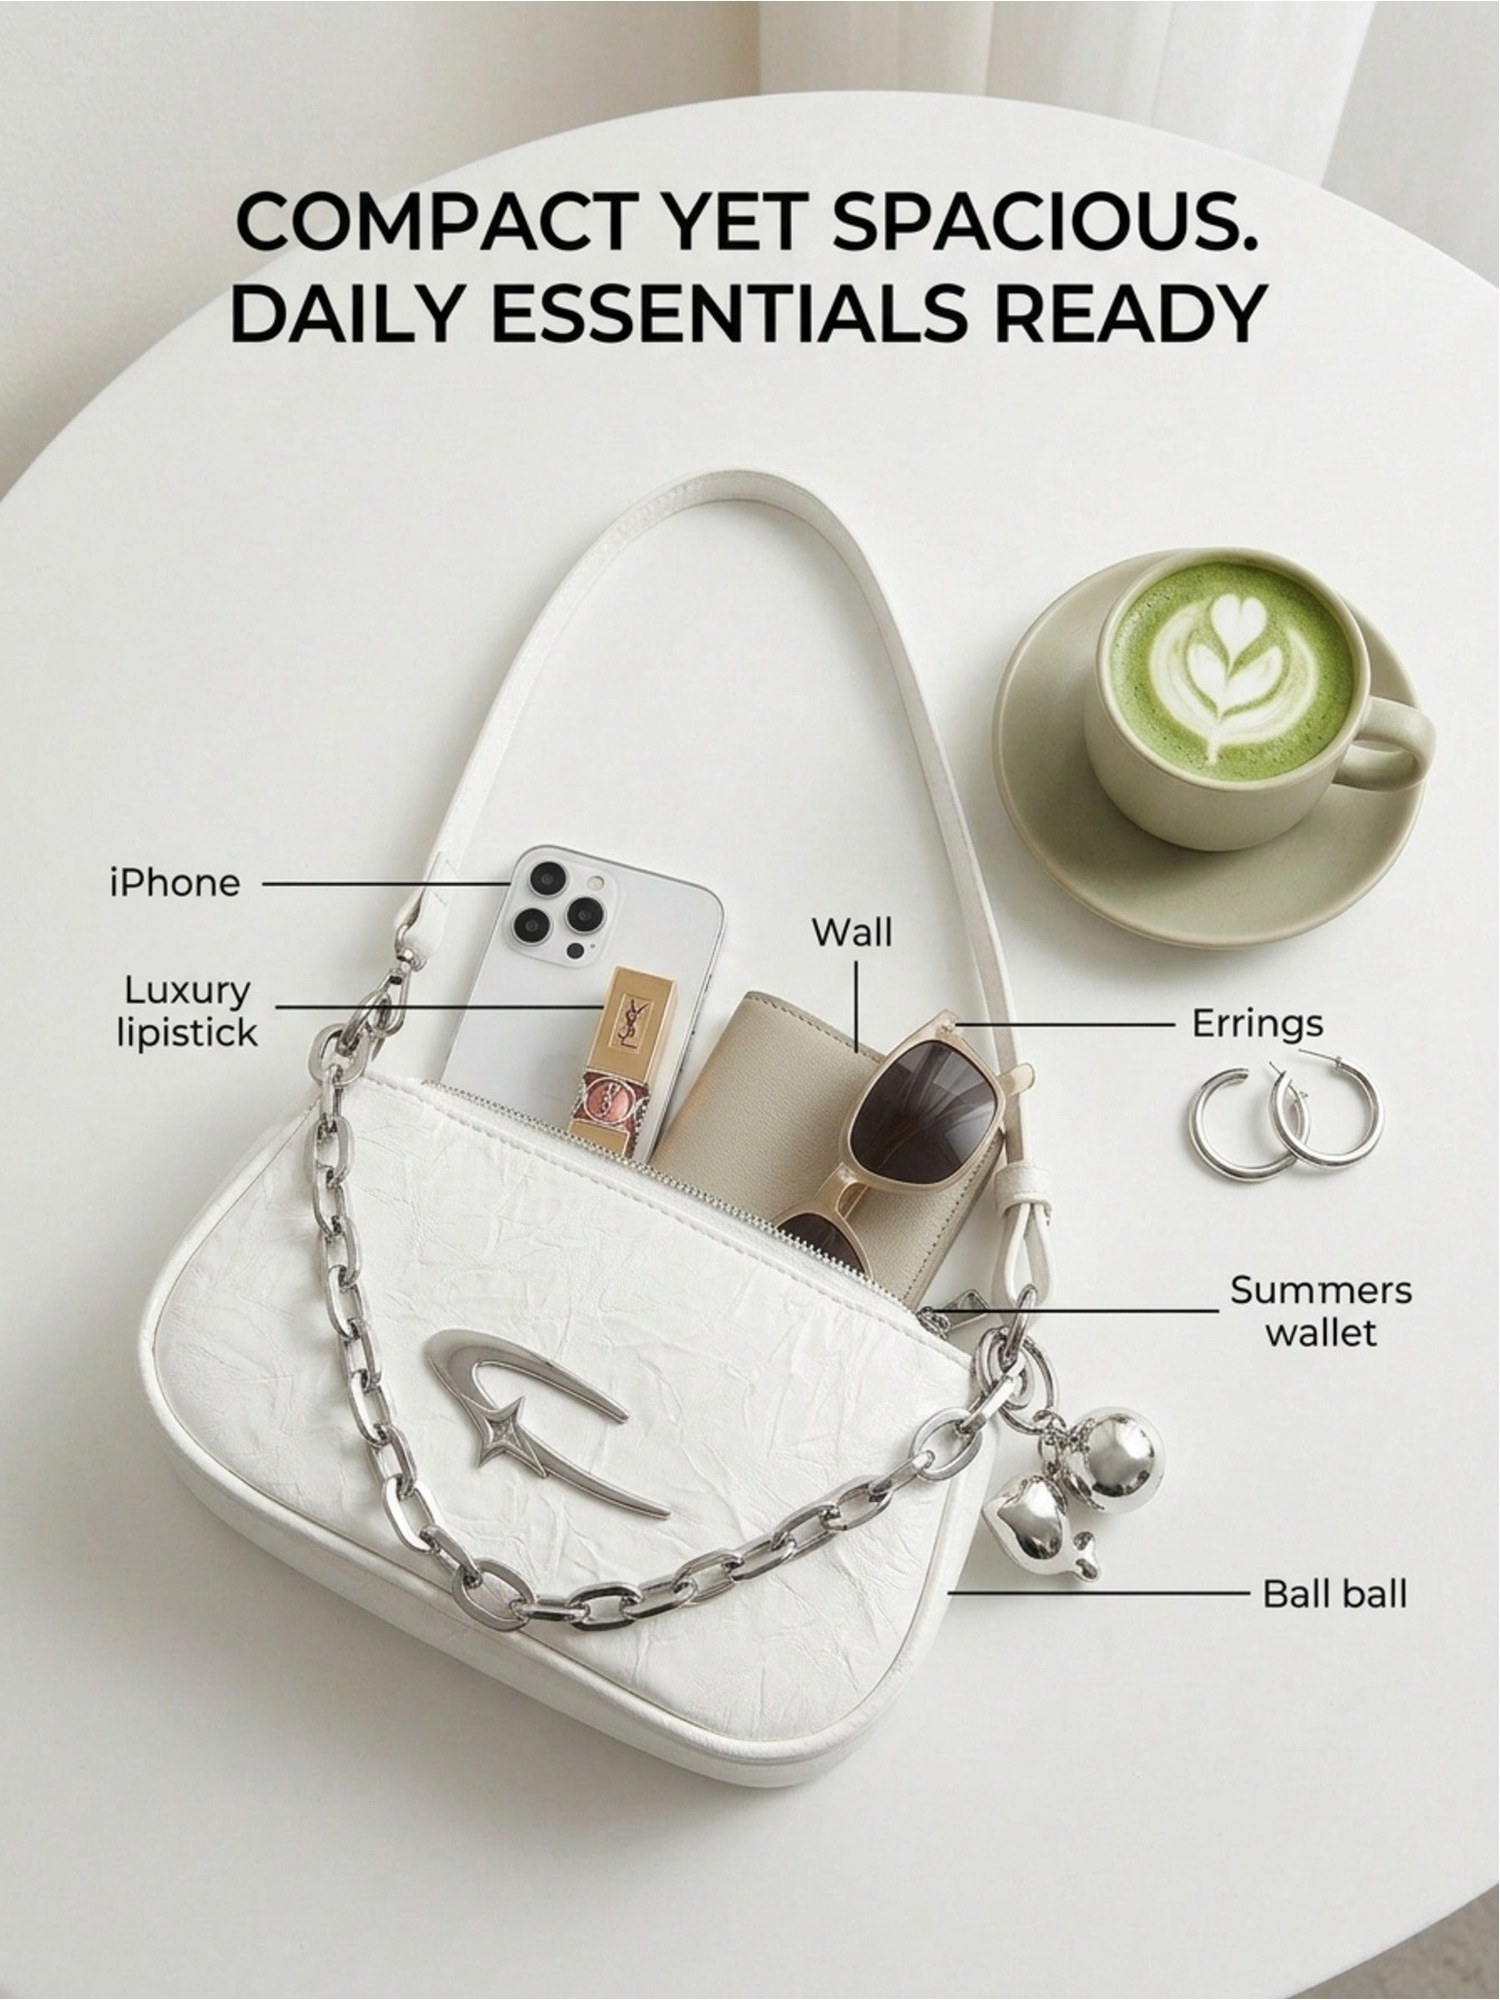 COMPACT YET SPACIOUS.
DAILY ESSENTIALS READY
iPhone
Luxury
lipistick
Wall
Errings
Summers
wallet
Ball ball